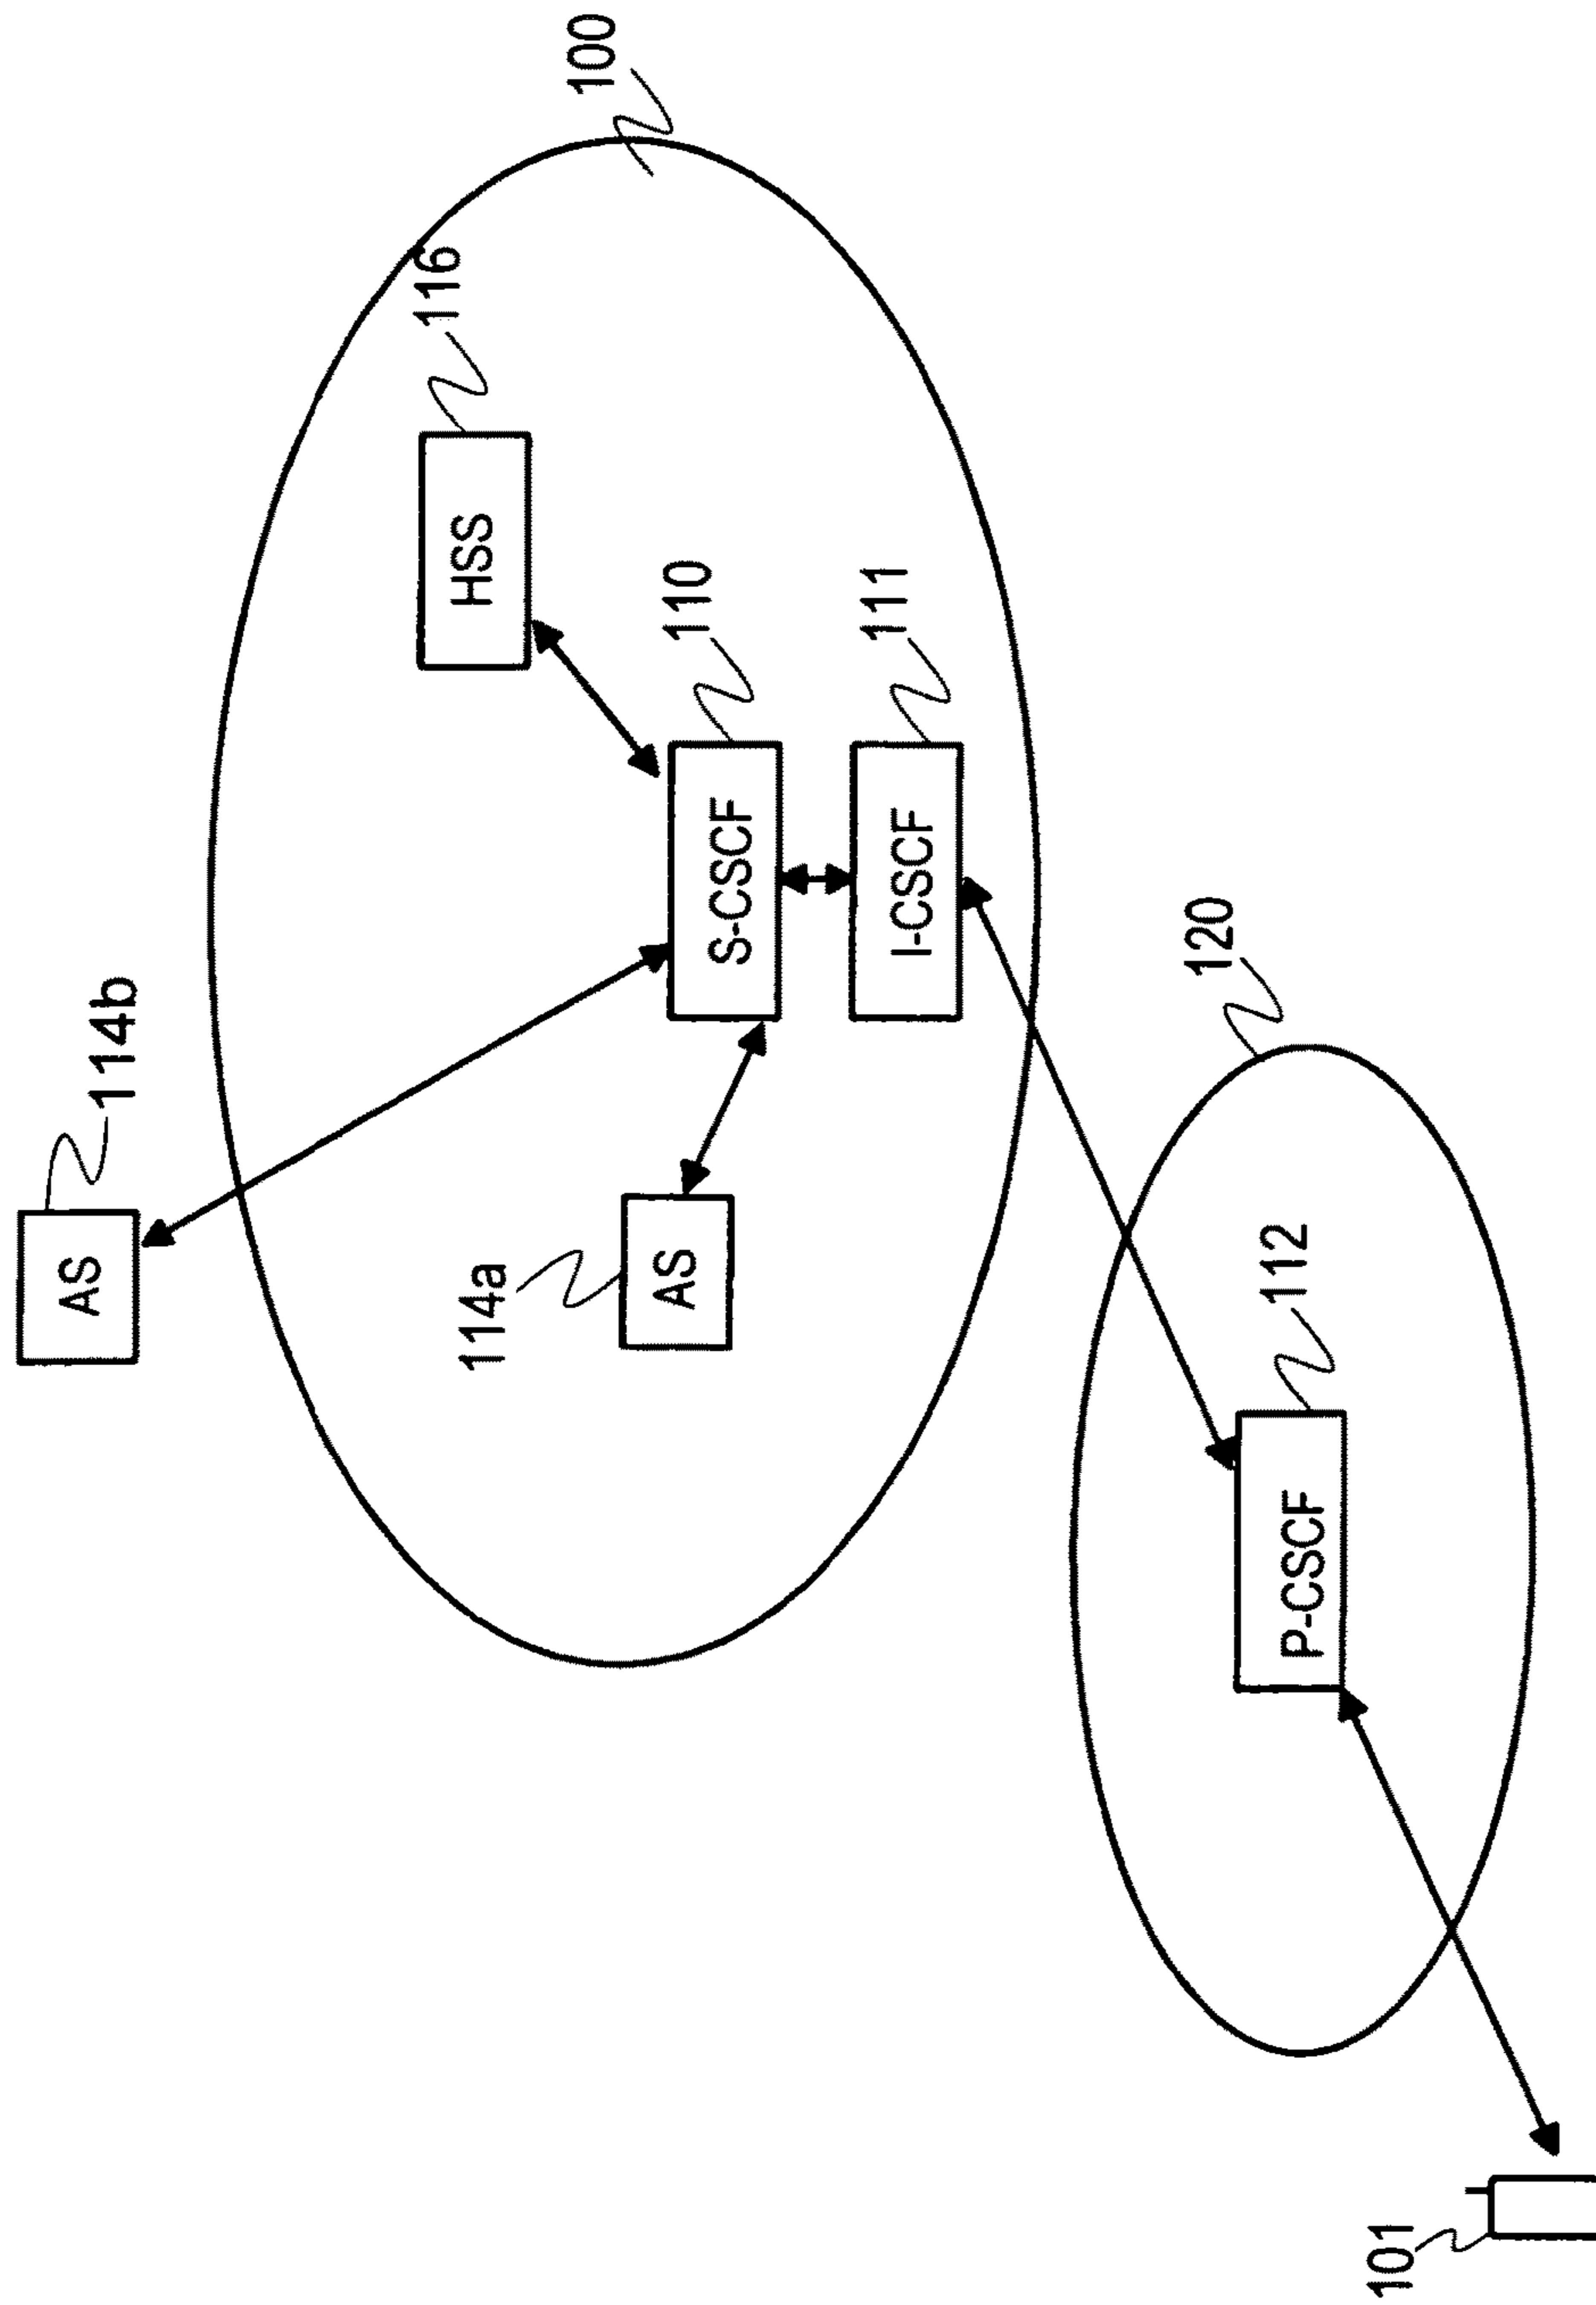 AS
114b
100
116
HSS
114a
AS
S-CSCF
110
I-CSCF
111
120
P-CSCF
112
101